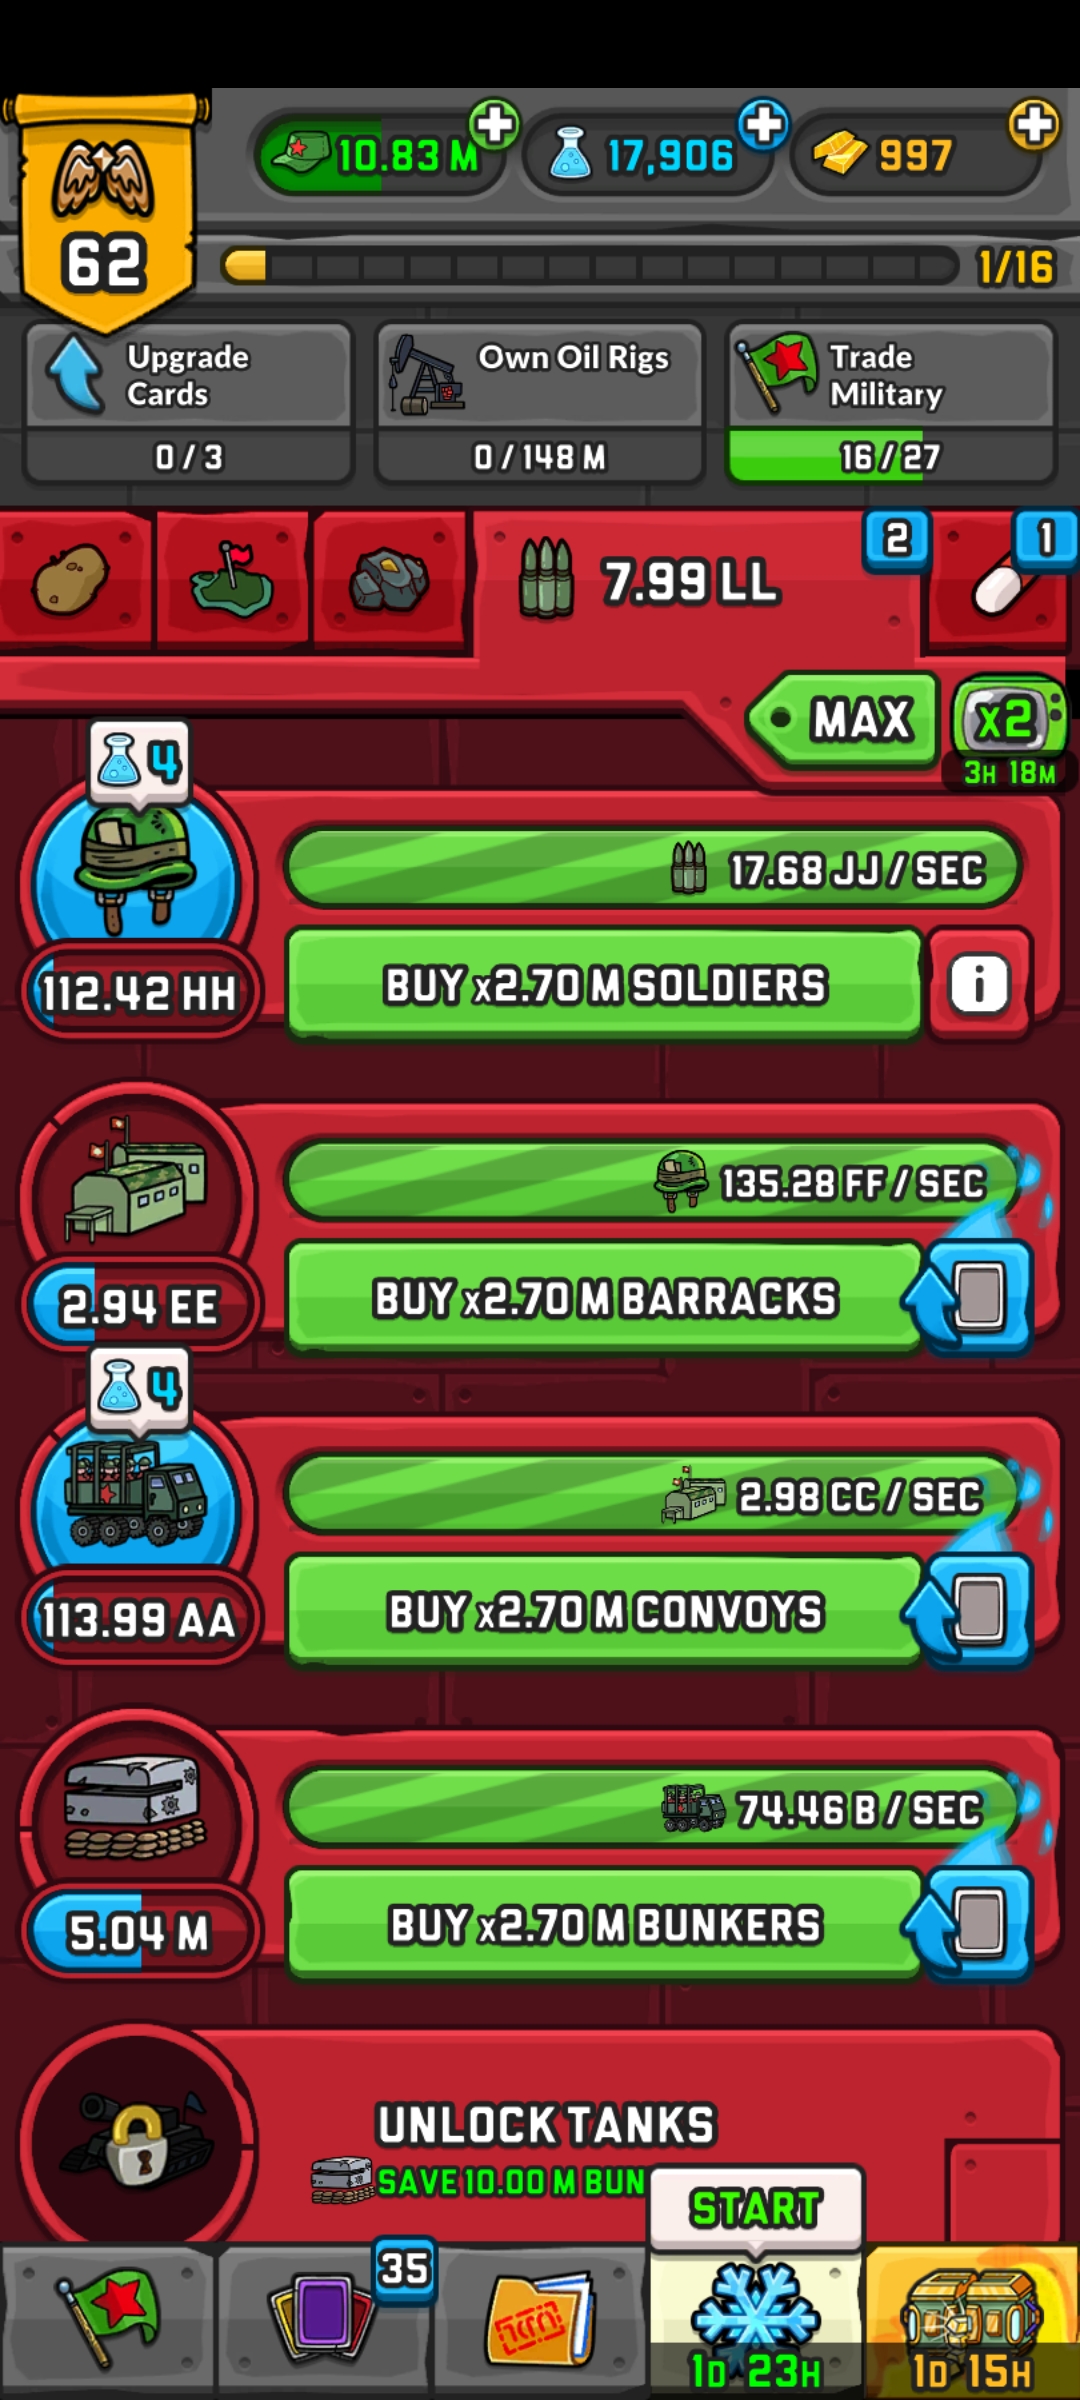 10.83 M
17,906
997
62
1/16
Upgrade
Cards
0 / 3
Own Oil Rigs
0 / 148 M
Trade
Military
16 / 27
7.99 LL
2
1
MAX
x2
3H 18M
4
17.68 JJ / SEC
112.42 HH
BUY x2.70 M SOLDIERS
i
135.28 FF / SEC
2.94 EE
BUY x2.70 M BARRACKS
4
2.98 CC / SEC
113.99 AA
BUY x2.70 M CONVOYS
74.46 B / SEC
5.04 M
BUY x2.70 M BUNKERS
UNLOCK TANKS
SAVE 10.00 M BUN
START
35
1D 23H
1D 15H